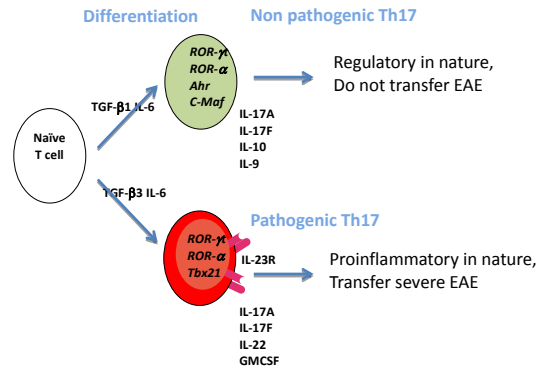 Differentiation
Non pathogenic Th17
ROR-γt
ROR-α
Ahr
C-Maf
Regulatory in nature,
Do not transfer EAE
TGF-β1 IL-6
IL-17A
IL-17F
IL-10
IL-9
Naïve
T cell
TGF-β3 IL-6
Pathogenic Th17
ROR-γt
ROR-α
Tbx21
IL-23R
Proinflammatory in nature,
Transfer severe EAE
IL-17A
IL-17F
IL-22
GMCSF